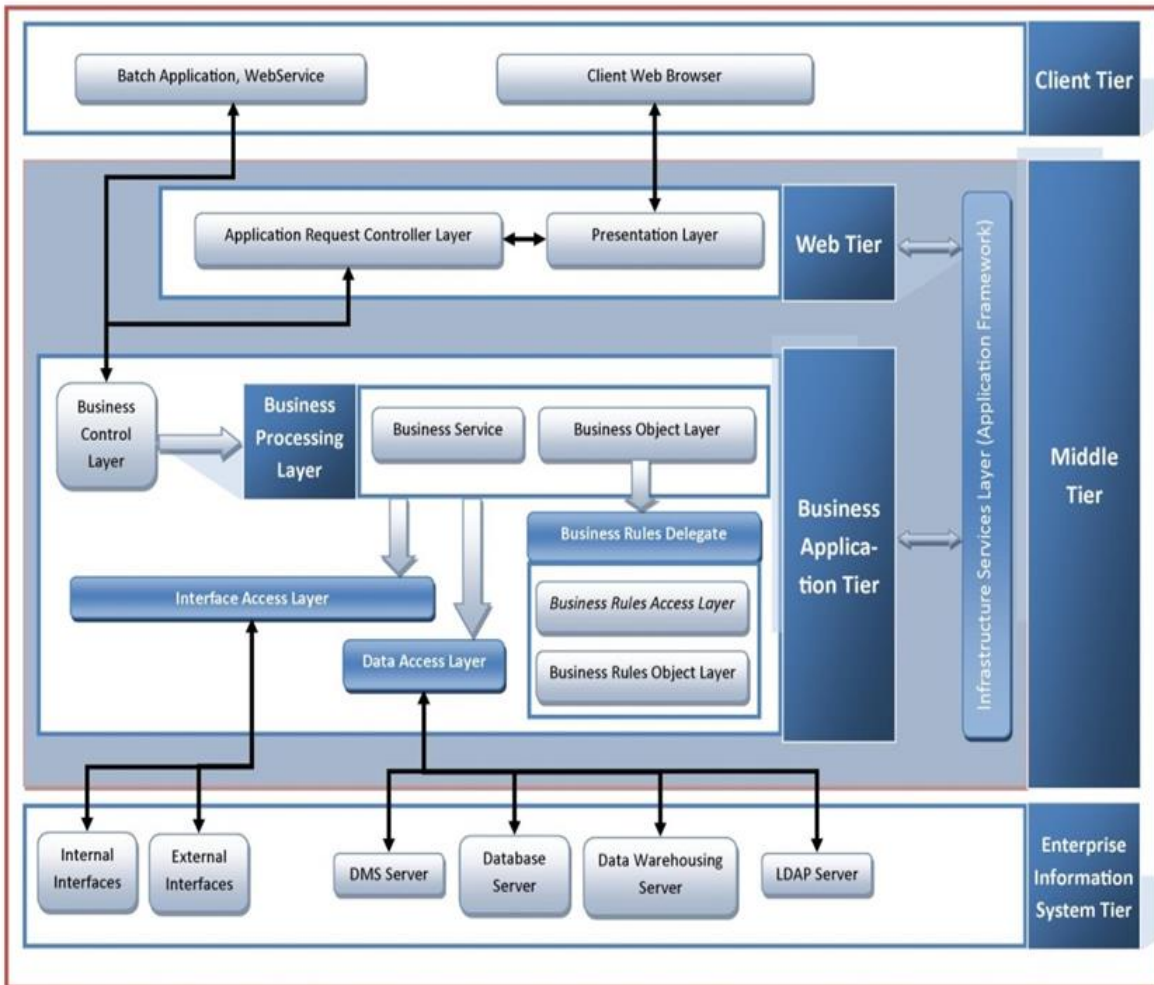 Batch Application, WebService
Client Web Browser
Client Tier
Application Request Controller Layer
Presentation Layer
Web Tier
Infrastructure Services Layer (Application Framework)
Middle
Tier
Business
Control
Layer
Business
Processing
Layer
Business Service
Business Object Layer
Business
Applica-
tion Tier
Business Rules Delegate
Interface Access Layer
Business Rules Access Layer
Data Access Layer
Business Rules Object Layer
Internal
Interfaces
External
Interfaces
DMS Server
Database
Server
Data Warehousing
Server
LDAP Server
Enterprise
Information
System Tier